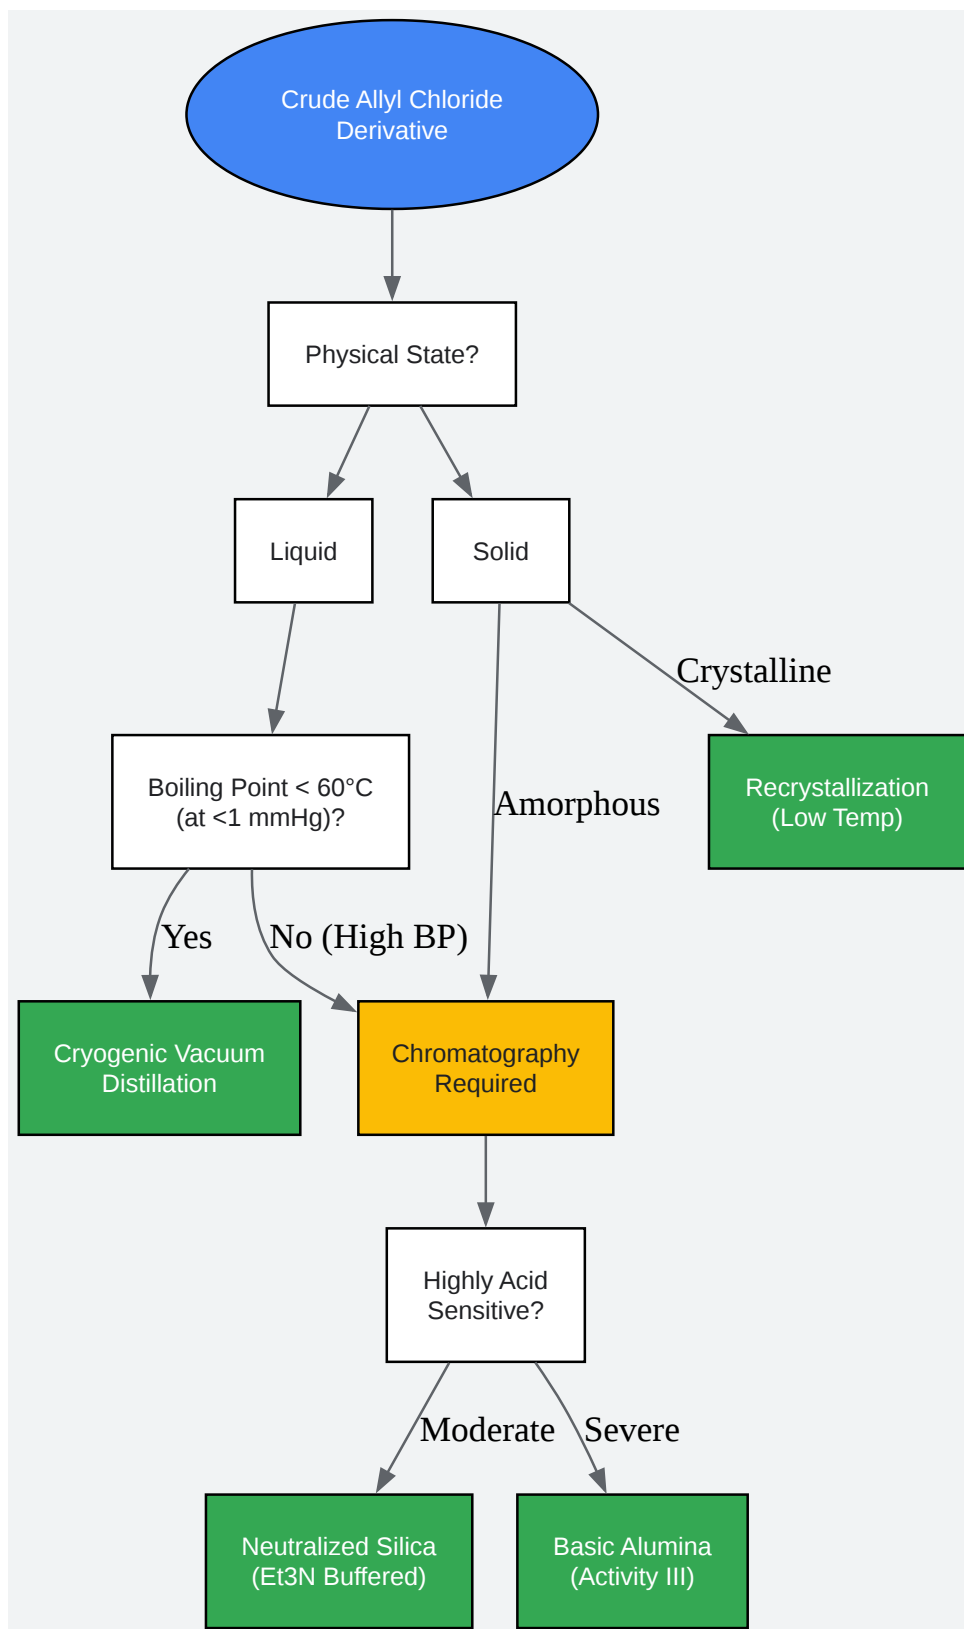 Crude Allyl Chloride
Derivative
Physical State?
Liquid
Solid
Crystalline
Boiling Point < 60°C
(at <1 mmHg)?
Recrystallization
(Low Temp)
Amorphous
Yes
No (High BP)
Cryogenic Vacuum
Distillation
Chromatography
Required
Highly Acid
Sensitive?
Moderate
Severe
Neutralized Silica
(Et3N Buffered)
Basic Alumina
(Activity III)